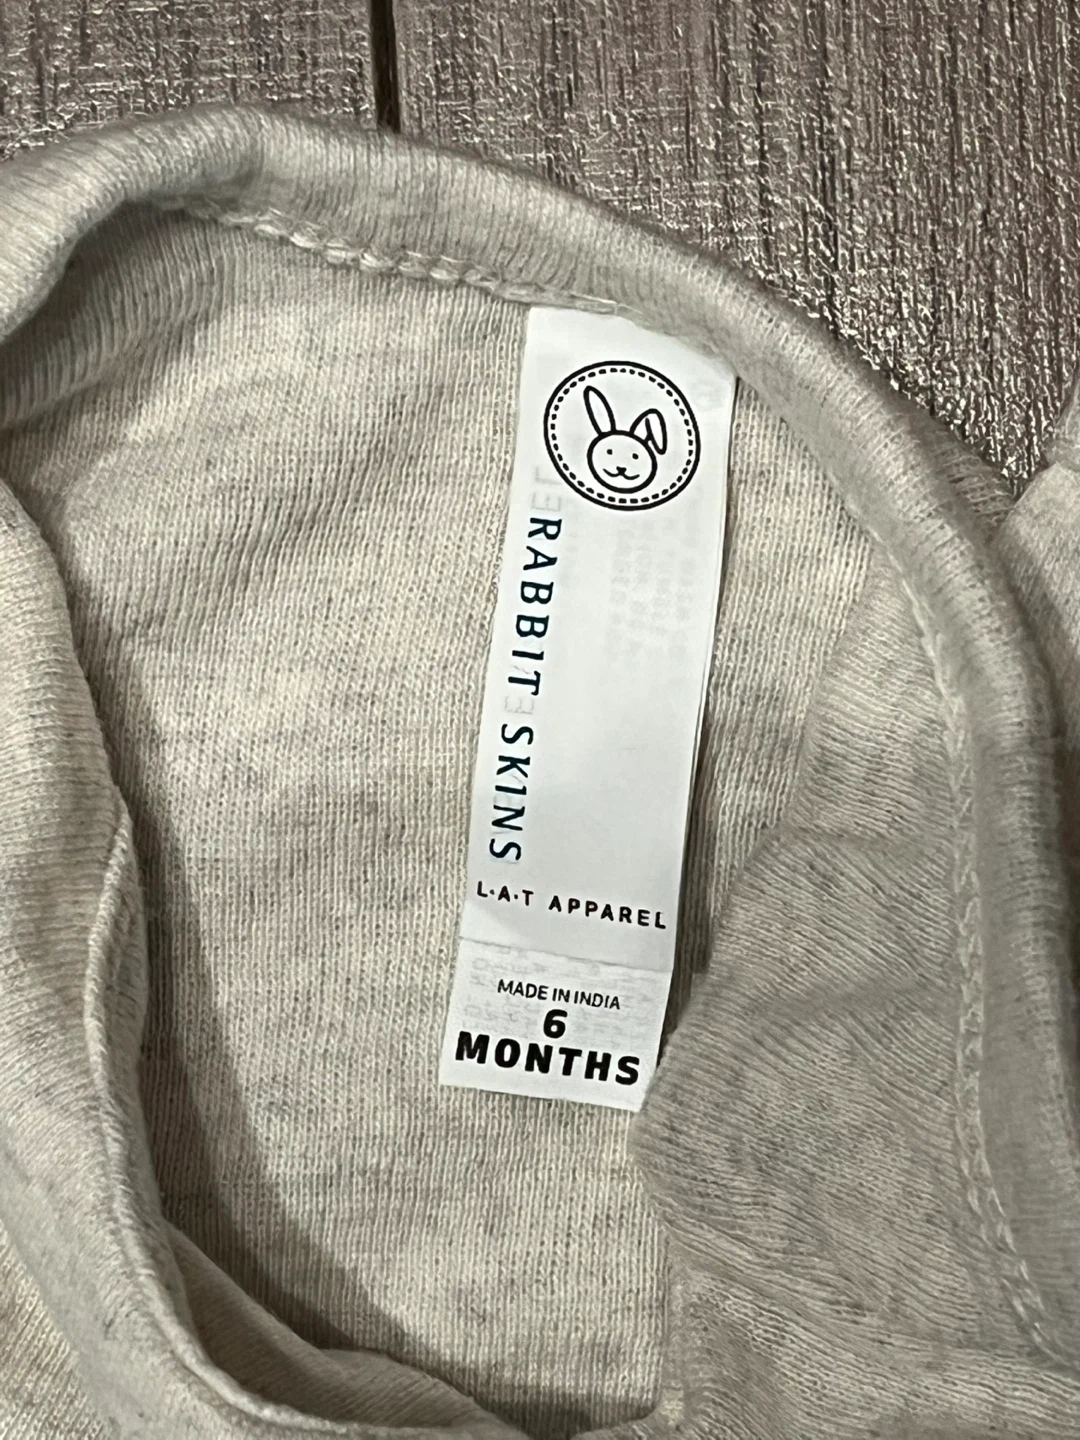 RABBIT SKINS
L·A·T APPAREL
MADE IN INDIA
6
MONTHS